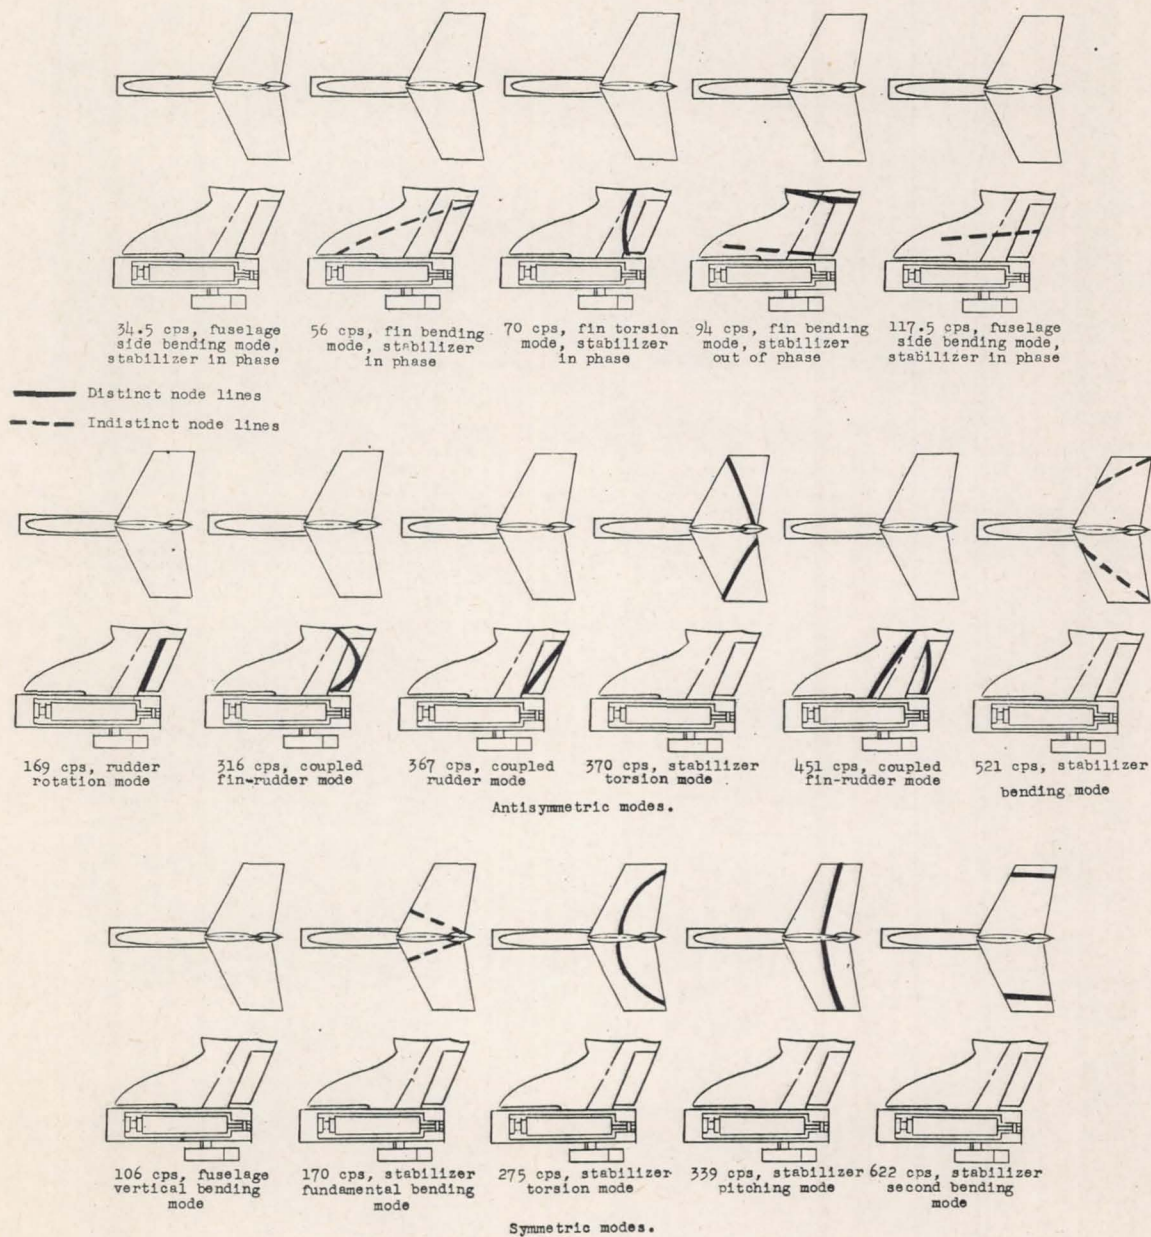 34.5 cps, fuselage
side bending mode,
stabilizer in phase
56 cps, fin bending
mode, stabilizer
in phase
70 cps, fin torsion
mode, stabilizer
in phase
94 cps, fin bending
mode, stabilizer
out of phase
117.5 cps, fuselage
side bending mode,
stabilizer in phase
Distinct node lines
Indistinct node lines
169 cps, rudder
rotation mode
316 cps, coupled
fin-rudder mode
367 cps, coupled
rudder mode
370 cps, stabilizer
torsion mode
451 cps, coupled
fin-rudder mode
521 cps, stabilizer
bending mode
Antisymmetric modes.
106 cps, fuselage
vertical bending
mode
170 cps, stabilizer
fundamental bending
mode
275 cps, stabilizer
torsion mode
339 cps, stabilizer
pitching mode
622 cps, stabilizer
second bending
mode
Symmetric modes.